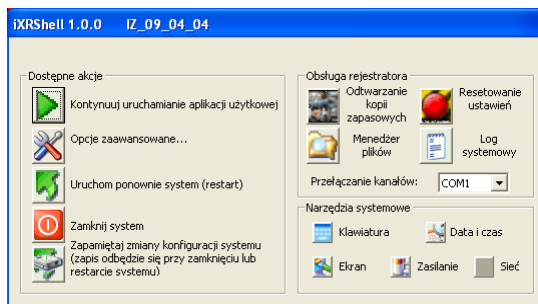 iXRShell 1.0.0 IZ_09_04_04
Dostępne akcje
Kontynuuj uruchamianie aplikacji użytkowej
Opcje zaawansowane...
Uruchom ponownie system (restart)
Zamknij system
Zapamiętaj zmiany konfiguracji systemu
(zapis odbędzie się przy zamknięciu lub
restarcie systemu)
Obsługa rejestratora
Odtwarzanie
kopii
zapasowych
Resetowanie
ustawień
Menedżer
plików
Log
systemowy
Przełączanie kanałów: COM1
Narzędzia systemowe
Klawiatura
Data i czas
Ekran
Zasilanie
Sieć